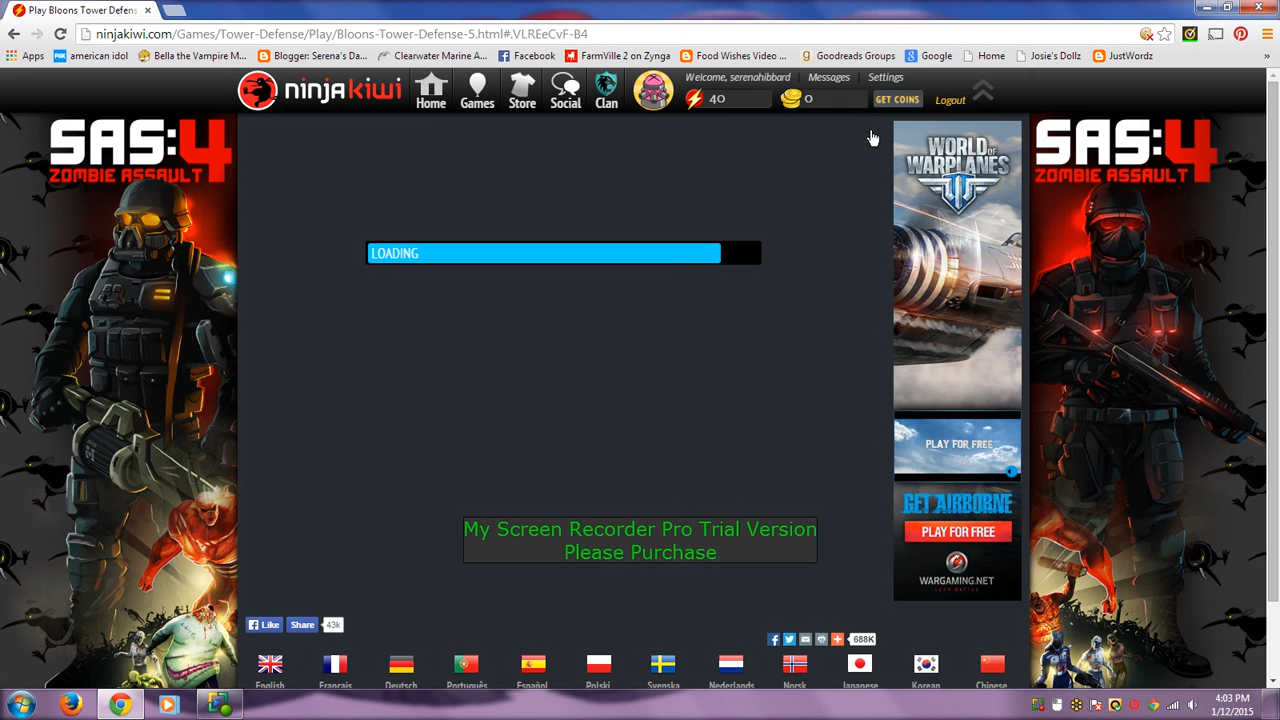 Play Bloons Tower Defens
ninjakiwi.com/Games/Tower-Defense/Play/Bloons-Tower-Defense-5.html#.VLREeCvF-B4
Apps american idol Bella the Vampire M... Blogger: Serena's Da... Clearwater Marine A... Facebook FarmVille 2 on Zynga Food Wishes Video ... Goodreads Groups Google Home Josie's Dollz JustWordz
ninjakiwi Home Games Store Social Clan
Welcome, serenahibbard Messages Settings
40 0 GET COINS Logout
SAS:4
ZOMBIE ASSAULT
WORLD OF
WARPLANES
SAS:4
ZOMBIE ASSAULT
LOADING
PLAY FOR FREE
GET AIRBORNE
PLAY FOR FREE
WARGAMING.NET
LET'S BATTLE
My Screen Recorder Pro Trial Version
Please Purchase
Like Share 43k
688K
English Français Deutsch Português Español Polski Svenska Nederlands Norsk Japanese Korean Chinese
4:03 PM
1/12/2015